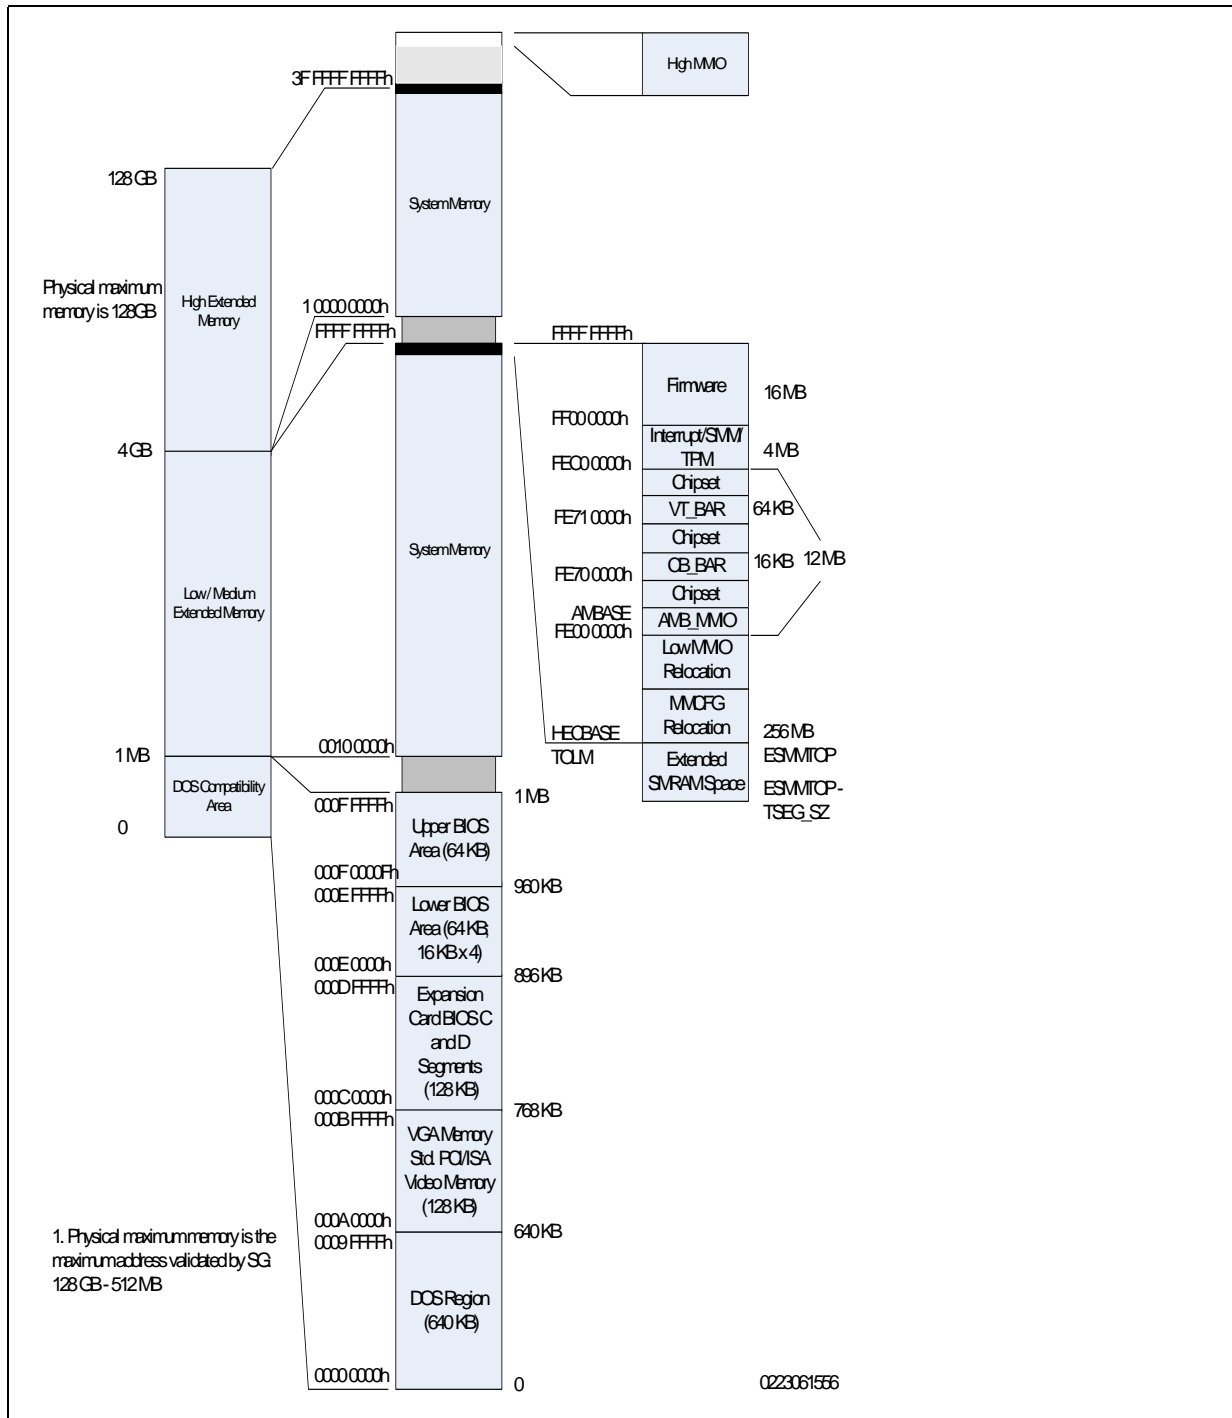 High MMIO
3F FFFF FFFFh
128 GB
System Memory
Physical maximum
memory is 128GB
High Extended
Memory
1 0000 0000h
FFFF FFFFh
FFFF FFFFh
Firmware
16 MB
FF00 0000h
Interrupt/SMM/
TPM
4 MB
4 GB
FEC0 0000h
Chipset
VT_BAR
64 KB
FE71 0000h
Chipset
System Memory
CB_BAR
16 KB
12 MB
FE70 0000h
Chipset
Low / Medium
Extended Memory
AMBASE
AMB_MMIO
FE00 0000h
Low MMIO
Relocation
MMCFG
Relocation
HECBASE
256 MB
0010 0000h
1 MB
TOLM
ESMMTOP
Extended
SMRAM Space
DOS Compatibility
Area
ESMMTOP -
TSEG_SZ
000F FFFFh
1 MB
0
Upper BIOS
Area (64 KB)
000F 0000Fh
960 KB
000E FFFFh
Lower BIOS
Area (64 KB;
16 KB x 4)
000E 0000h
896 KB
000D FFFFh
Expansion
Card BIOS C
and D
Segments
(128 KB)
000C 0000h
768 KB
000B FFFFh
VGA Memory
Std. PCI/ISA
Video Memory
(128 KB)
000A 0000h
640 KB
0009 FFFFh
1. Physical maximum memory is the
maximum address validated by SG:
128 GB - 512 MB
DOS Region
(640 KB)
0000 0000h
0
0223061556